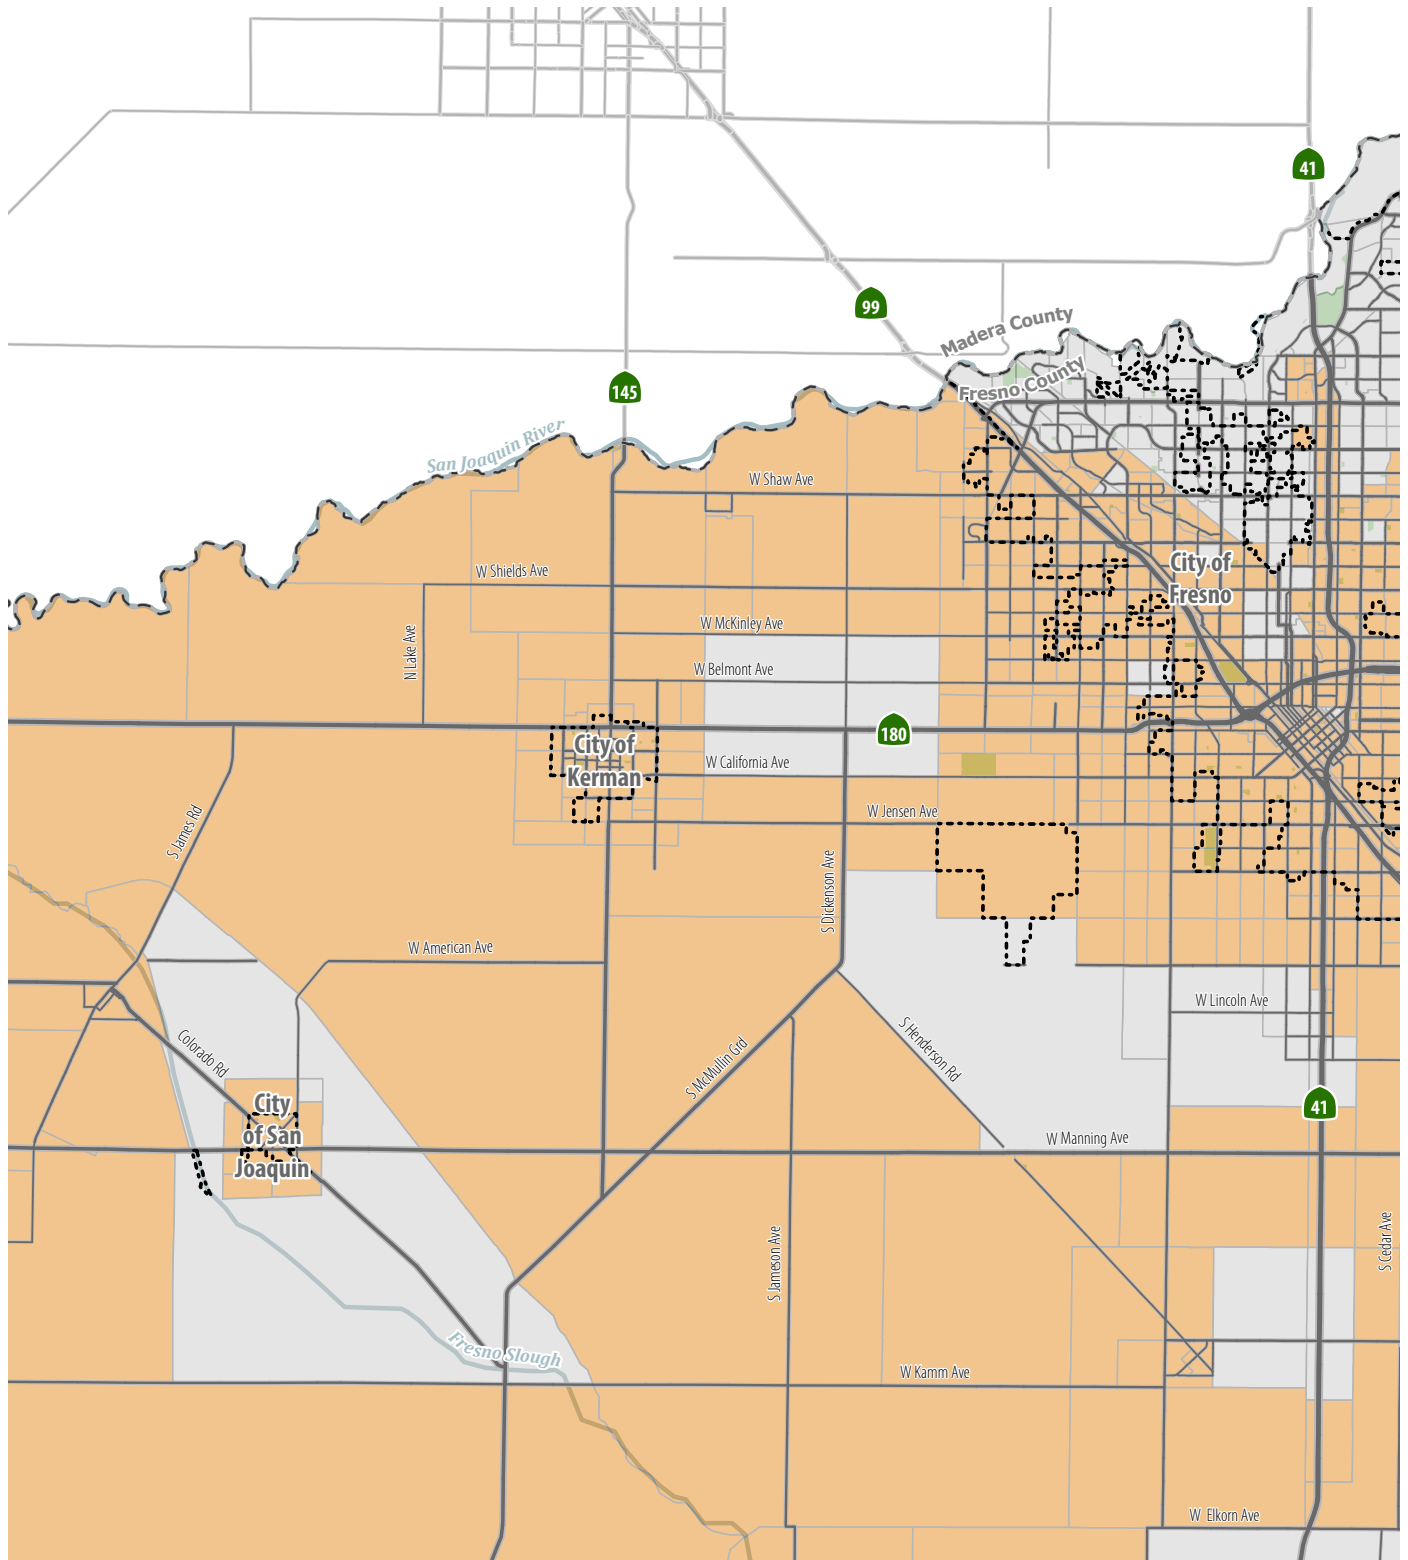 41
99
Madera County
Fresno County
145
San Joaquin River
W Shaw Ave
W Shields Ave
City of
Fresno
W McKinley Ave
N Lake Ave
W Belmont Ave
180
City of
Kerman
W California Ave
W Jensen Ave
S James Rd
S Dickenson Ave
W American Ave
W Lincoln Ave
Colorado Rd
S McMullin Grd
S Henderson Rd
City
of San
Joaquin
41
W Manning Ave
S Jameson Ave
S Cedar Ave
Fresno Slough
W Kamm Ave
W Elkorn Ave